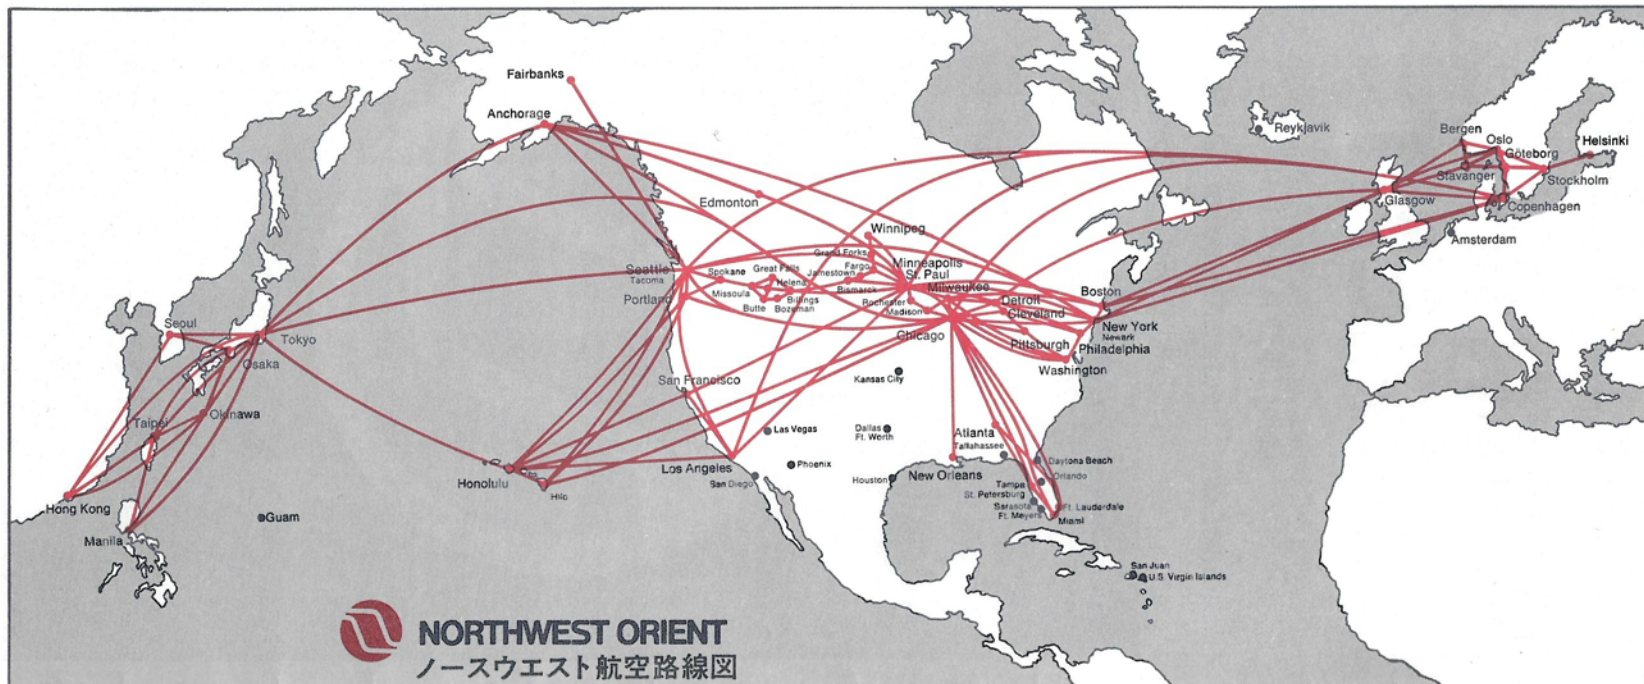 Fairbanks
Anchorage
Edmonton
Winnipeg
Grand Forks
Fargo
Jamestown
Bismarck
Minneapolis
St. Paul
Seattle
Tacoma
Spokane
Great Falls
Helena
Missoula
Butte
Billings
Bozeman
Portland
Rochester
Madison
Milwaukee
Chicago
Detroit
Cleveland
Boston
New York
Newark
Pittsburgh
Philadelphia
Washington
San Francisco
Kansas City
Las Vegas
Dallas
Ft. Werth
Atlanta
Tallahassee
Los Angeles
Phoenix
San Diego
Houston
New Orleans
Daytona Beach
Orlando
Tampa
St. Petersburg
Sarasota
Ft. Meyers
Ft. Lauderdale
Miami
San Juan
U.S. Virgin Islands
Reykjavik
Bergen
Oslo
Göteborg
Helsinki
Stavanger
Stockholm
Glasgow
Copenhagen
Amsterdam
Seoul
Tokyo
Osaka
Okinawa
Taipei
Hong Kong
Manila
Guam
Honolulu
Hilo
NORTHWEST ORIENT
ノースウエスト航空路線図